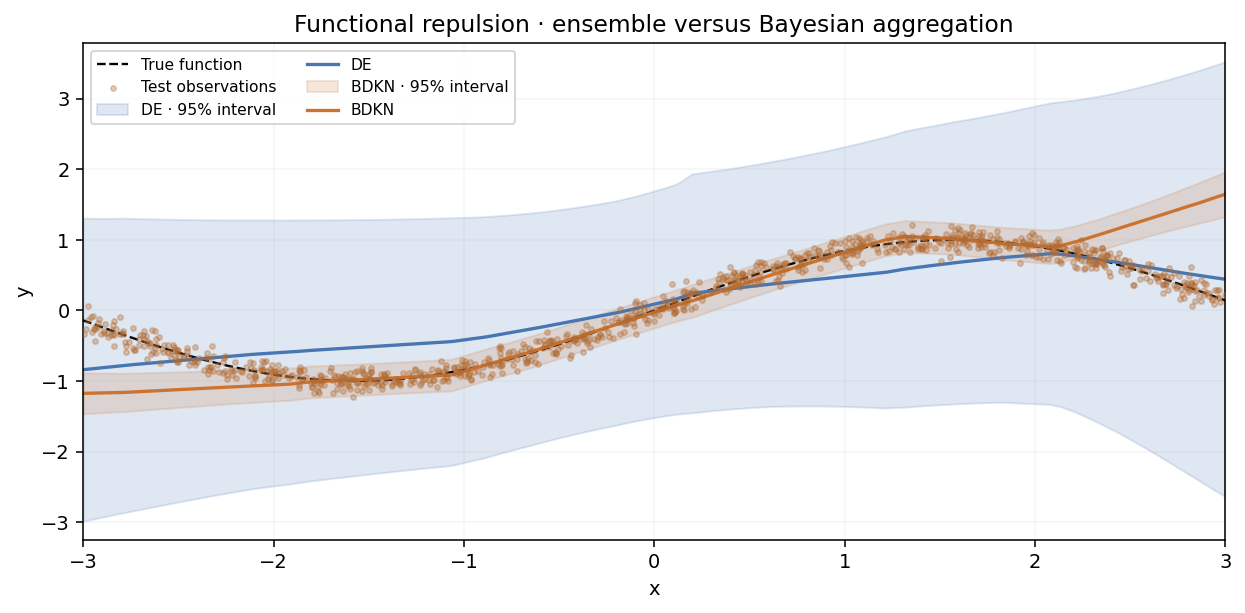 Functional repulsion · ensemble versus Bayesian aggregation
True function
Test observations
DE · 95% interval
DE
BDKN · 95% interval
BDKN
y
3
2
1
0
−1
−2
−3
−3 −2 −1 0 1 2 3
x